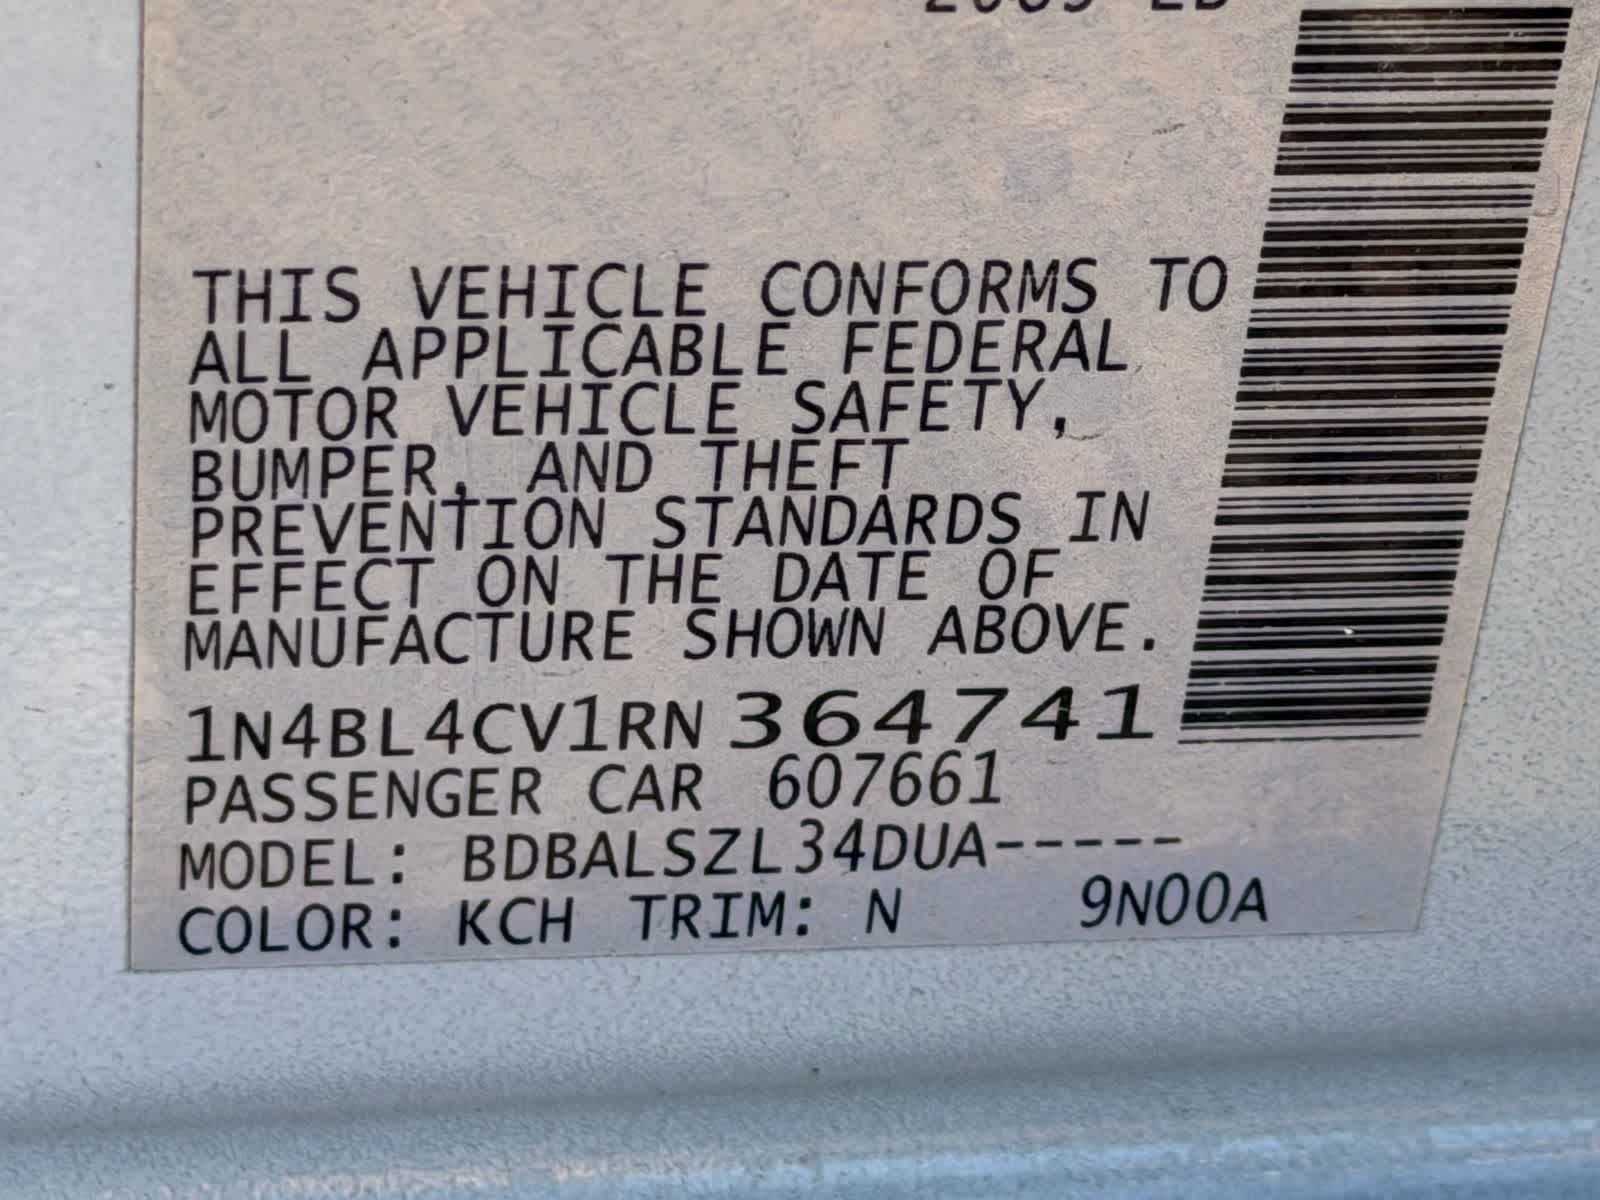 THIS VEHICLE CONFORMS TO
ALL APPLICABLE FEDERAL
MOTOR VEHICLE SAFETY,
BUMPER, AND THEFT
PREVENTION STANDARDS IN
EFFECT ON THE DATE OF
MANUFACTURE SHOWN ABOVE.
1N4BL4CV1RN364741
PASSENGER CAR 607661
MODEL: BDBALSZL34DUA-----
COLOR: KCH TRIM: N 9N00A